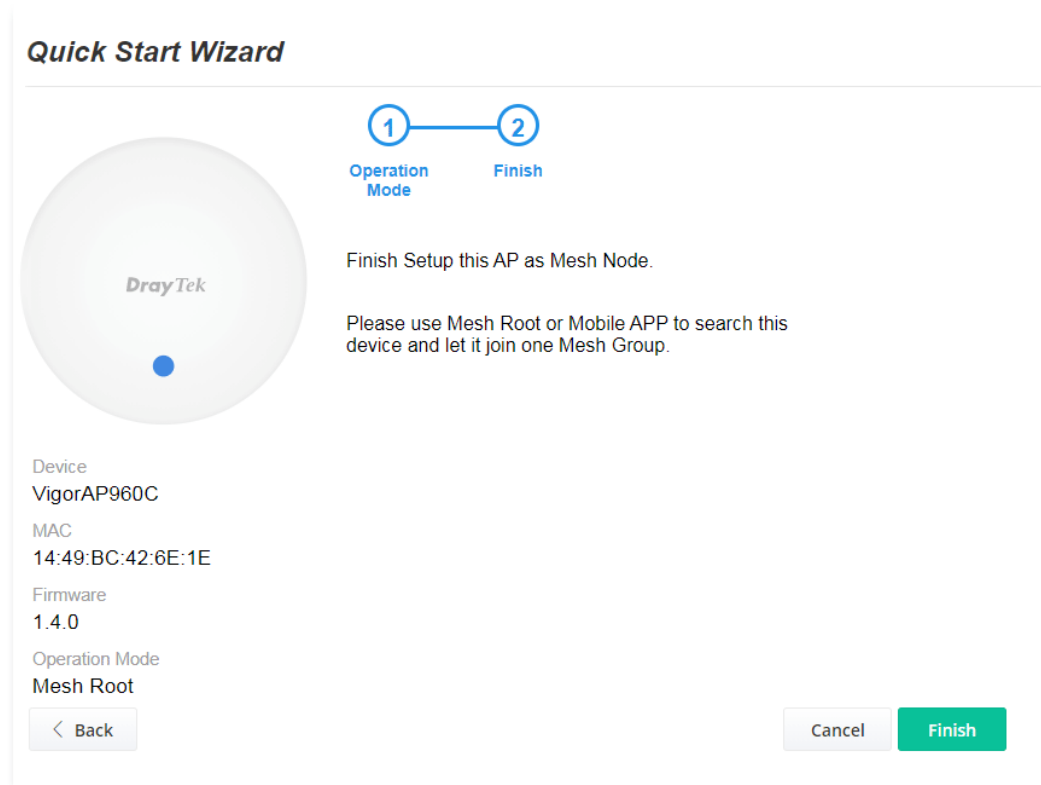 Quick Start Wizard
1
2
Operation
Mode
Finish
Finish Setup this AP as Mesh Node.
Please use Mesh Root or Mobile APP to search this
device and let it join one Mesh Group.
DrayTek
Device
VigorAP960C
MAC
14:49:BC:42:6E:1E
Firmware
1.4.0
Operation Mode
Mesh Root
Back
Cancel
Finish